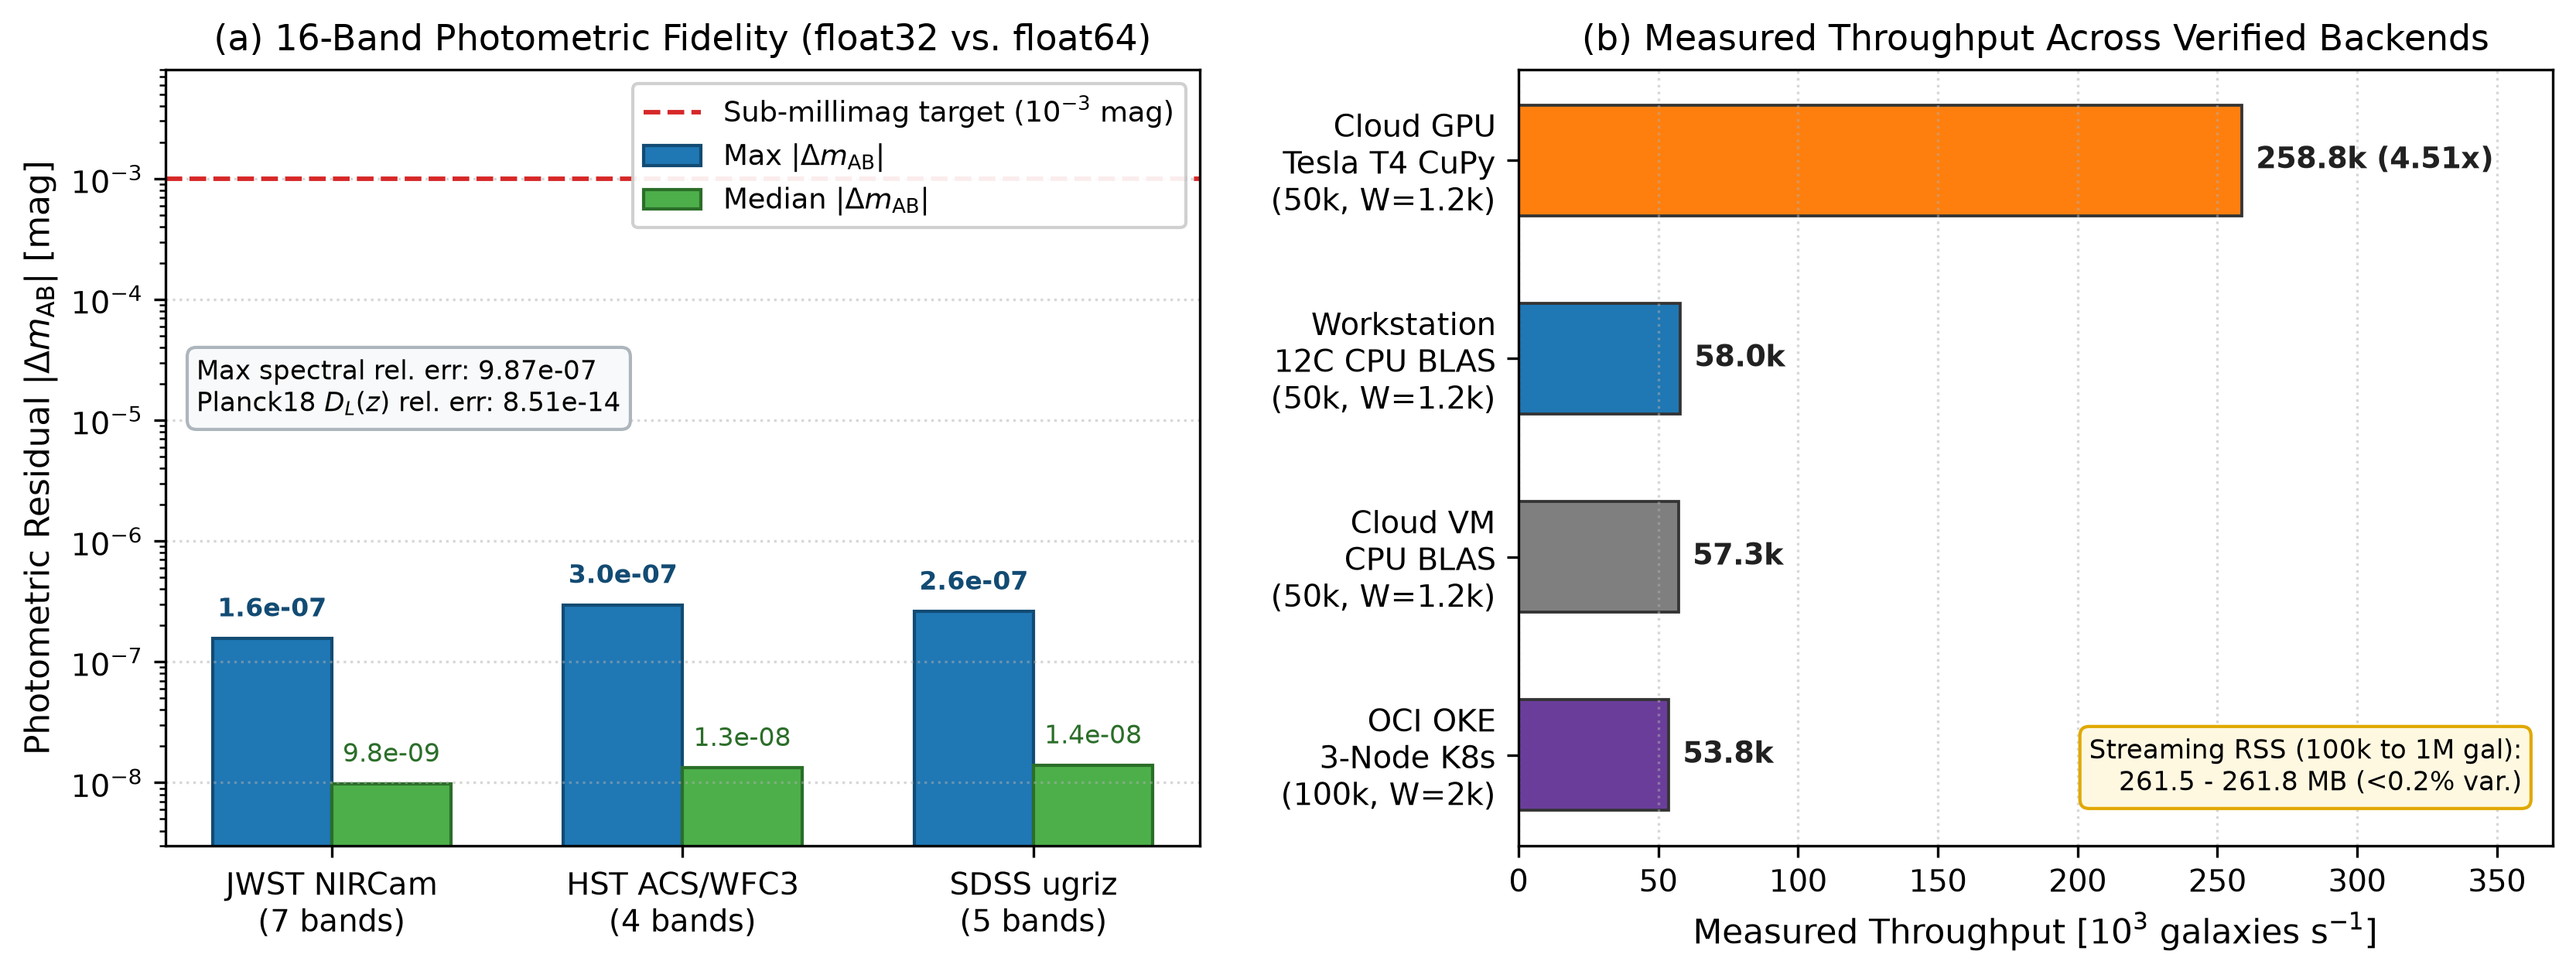 (a) 16-Band Photometric Fidelity (float32 vs. float64)
Photometric Residual |Δm_AB| [mag]
10⁻³
10⁻⁴
10⁻⁵
10⁻⁶
10⁻⁷
10⁻⁸
Sub-millimag target (10⁻³ mag)
Max |Δm_AB|
Median |Δm_AB|
Max spectral rel. err: 9.87e-07
Planck18 D_L(z) rel. err: 8.51e-14
1.6e-07
9.8e-09
3.0e-07
1.3e-08
2.6e-07
1.4e-08
JWST NIRCam
(7 bands)
HST ACS/WFC3
(4 bands)
SDSS ugriz
(5 bands)
(b) Measured Throughput Across Verified Backends
Cloud GPU
Tesla T4 CuPy
(50k, W=1.2k)
258.8k (4.51x)
Workstation
12C CPU BLAS
(50k, W=1.2k)
58.0k
Cloud VM
CPU BLAS
(50k, W=1.2k)
57.3k
OCI OKE
3-Node K8s
(100k, W=2k)
53.8k
Streaming RSS (100k to 1M gal):
261.5 - 261.8 MB (<0.2% var.)
0 50 100 150 200 250 300 350
Measured Throughput [10³ galaxies s⁻¹]